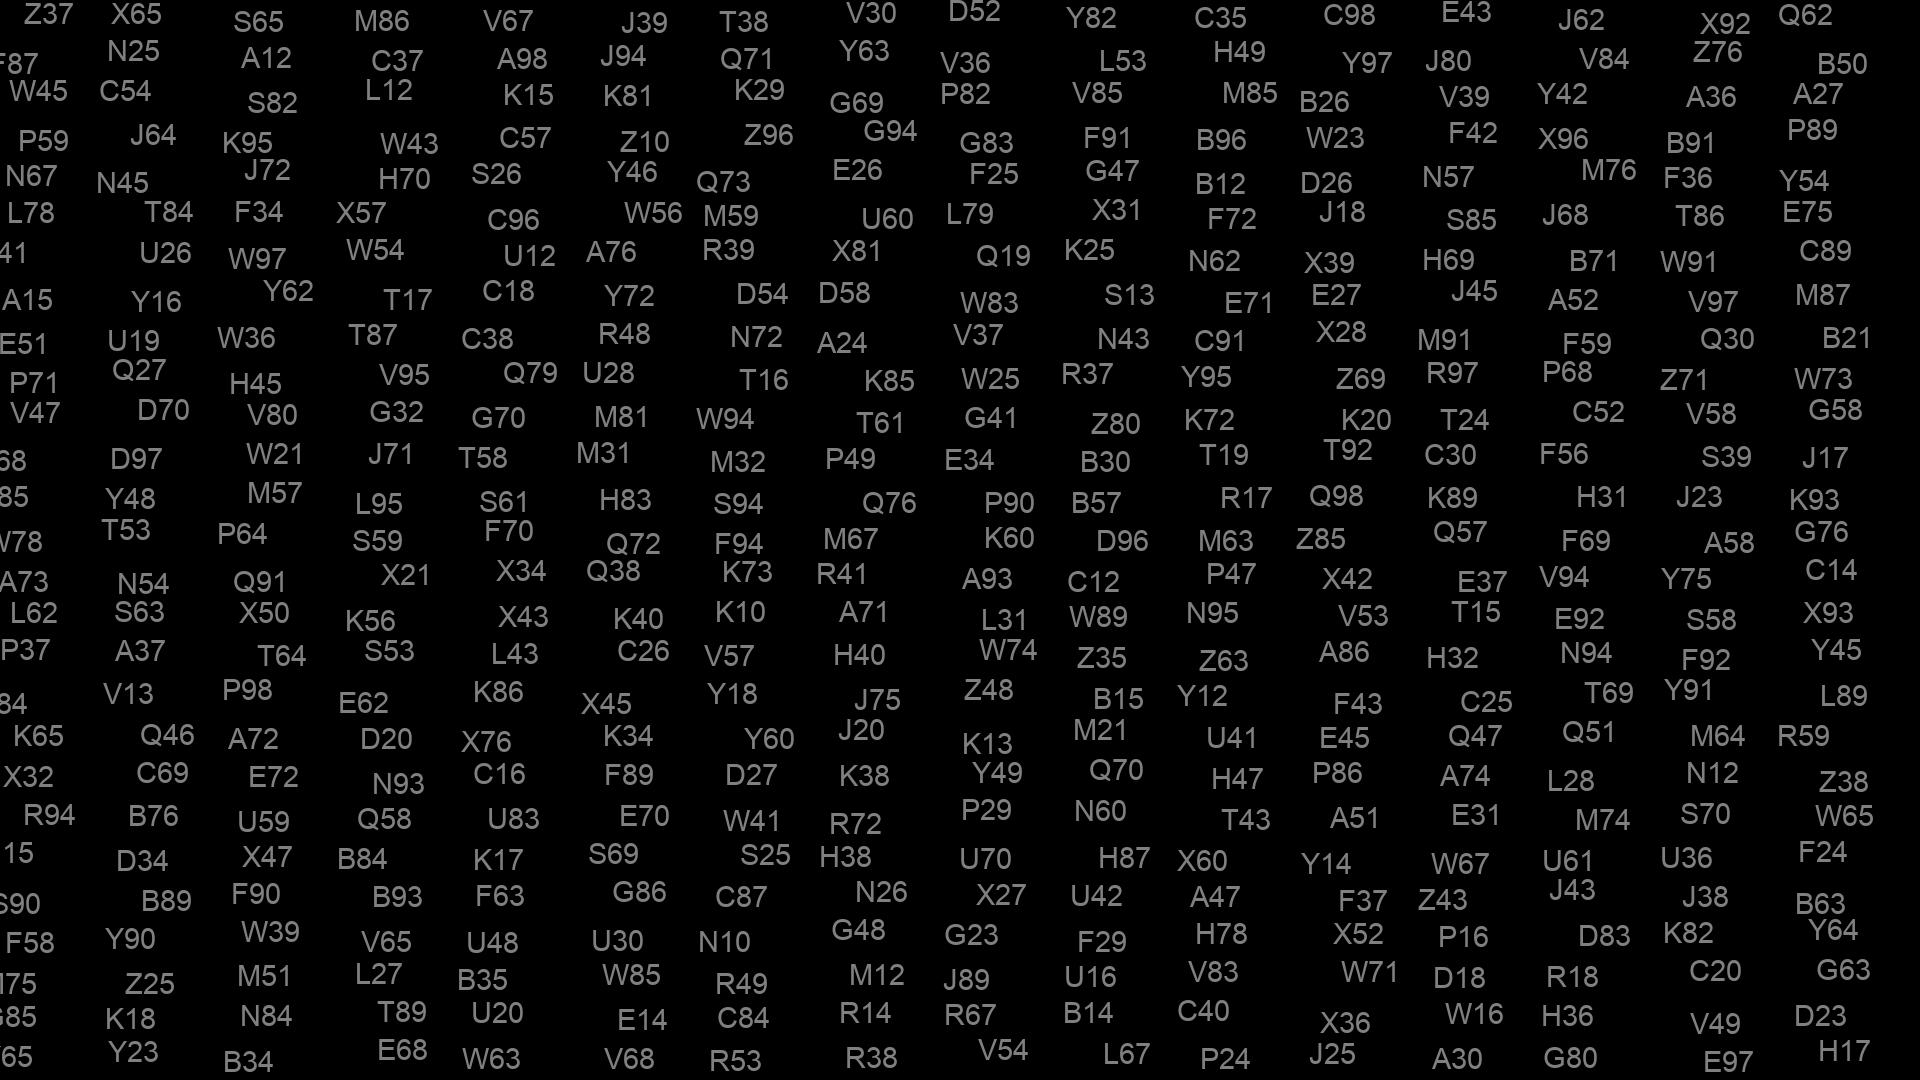 Z37 X65 S65 M86 V67 J39 T38 V30 D52 Y82 C35 C98 E43 J62 X92 Q62
F87 N25 A12 C37 A98 J94 Q71 Y63 V36 L53 H49 Y97 J80 V84 Z76 B50
W45 C54 S82 L12 K15 K81 K29 G69 P82 V85 M85 B26 V39 Y42 A36 A27
P59 J64 K95 W43 C57 Z10 Z96 G94 G83 F91 B96 W23 F42 X96 B91 P89
N67 N45 J72 H70 S26 Y46 Q73 E26 F25 G47 B12 D26 N57 M76 F36 Y54
L78 T84 F34 X57 C96 W56 M59 U60 L79 X31 F72 J18 S85 J68 T86 E75
41 U26 W97 W54 U12 A76 R39 X81 Q19 K25 N62 X39 H69 B71 W91 C89
A15 Y16 Y62 T17 C18 Y72 D54 D58 W83 S13 E71 E27 J45 A52 V97 M87
E51 U19 W36 T87 C38 R48 N72 A24 V37 N43 C91 X28 M91 F59 Q30 B21
P71 Q27 H45 V95 Q79 U28 T16 K85 W25 R37 Y95 Z69 R97 P68 Z71 W73
V47 D70 V80 G32 G70 M81 W94 T61 G41 Z80 K72 K20 T24 C52 V58 G58
68 D97 W21 J71 T58 M31 M32 P49 E34 B30 T19 T92 C30 F56 S39 J17
85 Y48 M57 L95 S61 H83 S94 Q76 P90 B57 R17 Q98 K89 H31 J23 K93
W78 T53 P64 S59 F70 Q72 F94 M67 K60 D96 M63 Z85 Q57 F69 A58 G76
A73 N54 Q91 X21 X34 Q38 K73 R41 A93 C12 P47 X42 E37 V94 Y75 C14
L62 S63 X50 K56 X43 K40 K10 A71 L31 W89 N95 V53 T15 E92 S58 X93
P37 A37 T64 S53 L43 C26 V57 H40 W74 Z35 Z63 A86 H32 N94 F92 Y45
84 V13 P98 E62 K86 X45 Y18 J75 Z48 B15 Y12 F43 C25 T69 Y91 L89
K65 Q46 A72 D20 X76 K34 Y60 J20 K13 M21 U41 E45 Q47 Q51 M64 R59
X32 C69 E72 N93 C16 F89 D27 K38 Y49 Q70 H47 P86 A74 L28 N12 Z38
R94 B76 U59 Q58 U83 E70 W41 R72 P29 N60 T43 A51 E31 M74 S70 W65
15 D34 X47 B84 K17 S69 S25 H38 U70 H87 X60 Y14 W67 U61 U36 F24
S90 B89 F90 B93 F63 G86 C87 N26 X27 U42 A47 F37 Z43 J43 J38 B63
F58 Y90 W39 V65 U48 U30 N10 G48 G23 F29 H78 X52 P16 D83 K82 Y64
M75 Z25 M51 L27 B35 W85 R49 M12 J89 U16 V83 W71 D18 R18 C20 G63
G85 K18 N84 T89 U20 E14 C84 R14 R67 B14 C40 X36 W16 H36 V49 D23
65 Y23 B34 E68 W63 V68 R53 R38 V54 L67 P24 J25 A30 G80 E97 H17